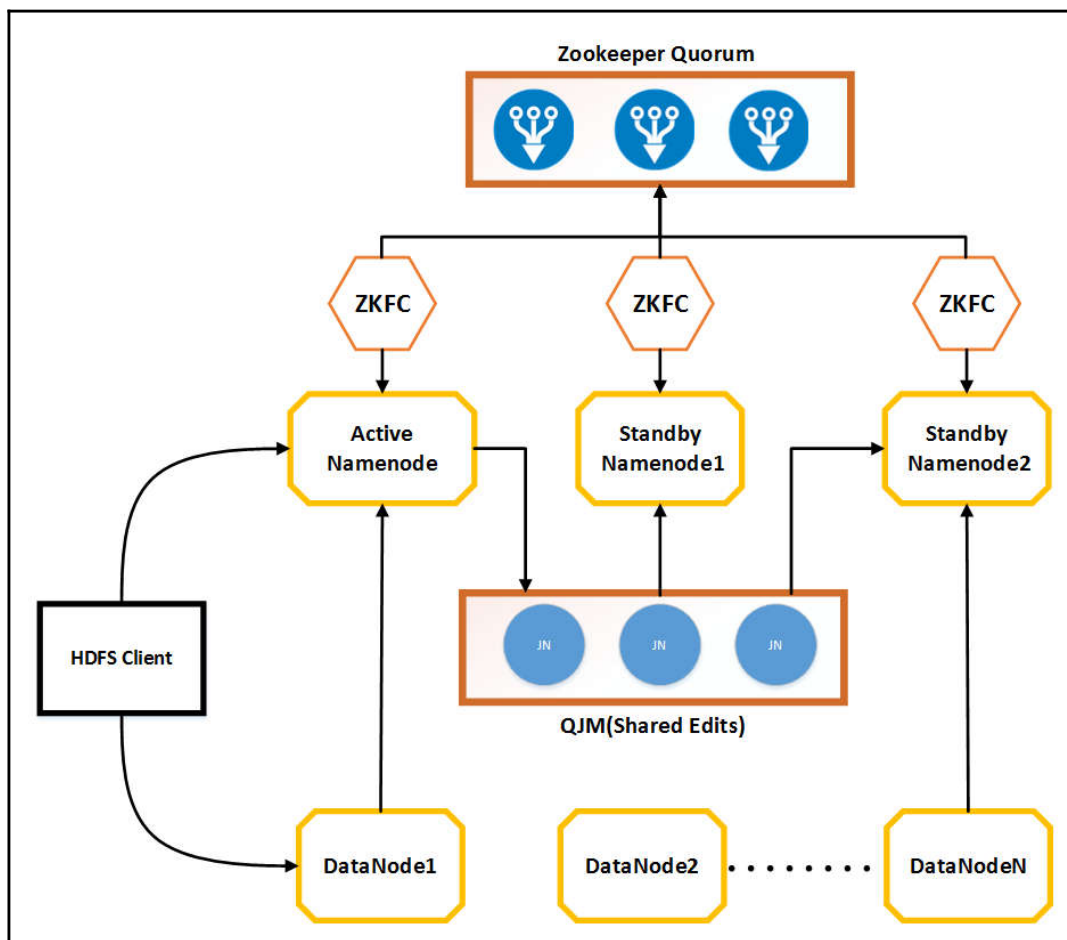 Zookeeper Quorum
ZKFC
ZKFC
ZKFC
Active
Namenode
Standby
Namenode1
Standby
Namenode2
HDFS Client
JN
JN
JN
QJM(Shared Edits)
DataNode1
DataNode2
DataNodeN